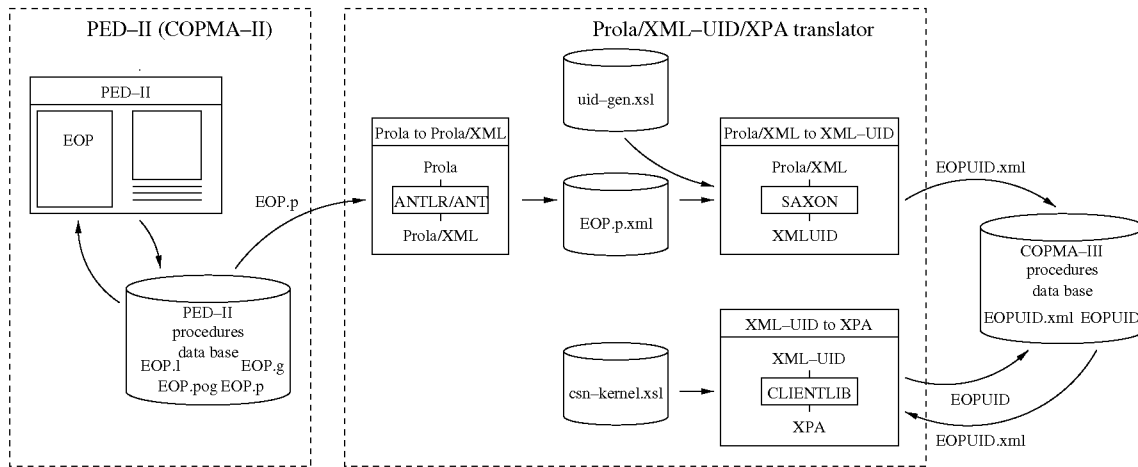 PED–II (COPMA–II)
PED–II
EOP
EOP.p
PED–II
procedures
data base
EOP.l EOP.g
EOP.pog EOP.p
Prola/XML–UID/XPA translator
uid–gen.xsl
Prola to Prola/XML
Prola
ANTLR/ANT
Prola/XML
EOP.p.xml
Prola/XML to XML–UID
Prola/XML
SAXON
XMLUID
EOPUID.xml
COPMA–III
procedures
data base
EOPUID.xml EOPUID
csn–kernel.xsl
XML–UID to XPA
XML–UID
CLIENTLIB
XPA
EOPUID
EOPUID.xml